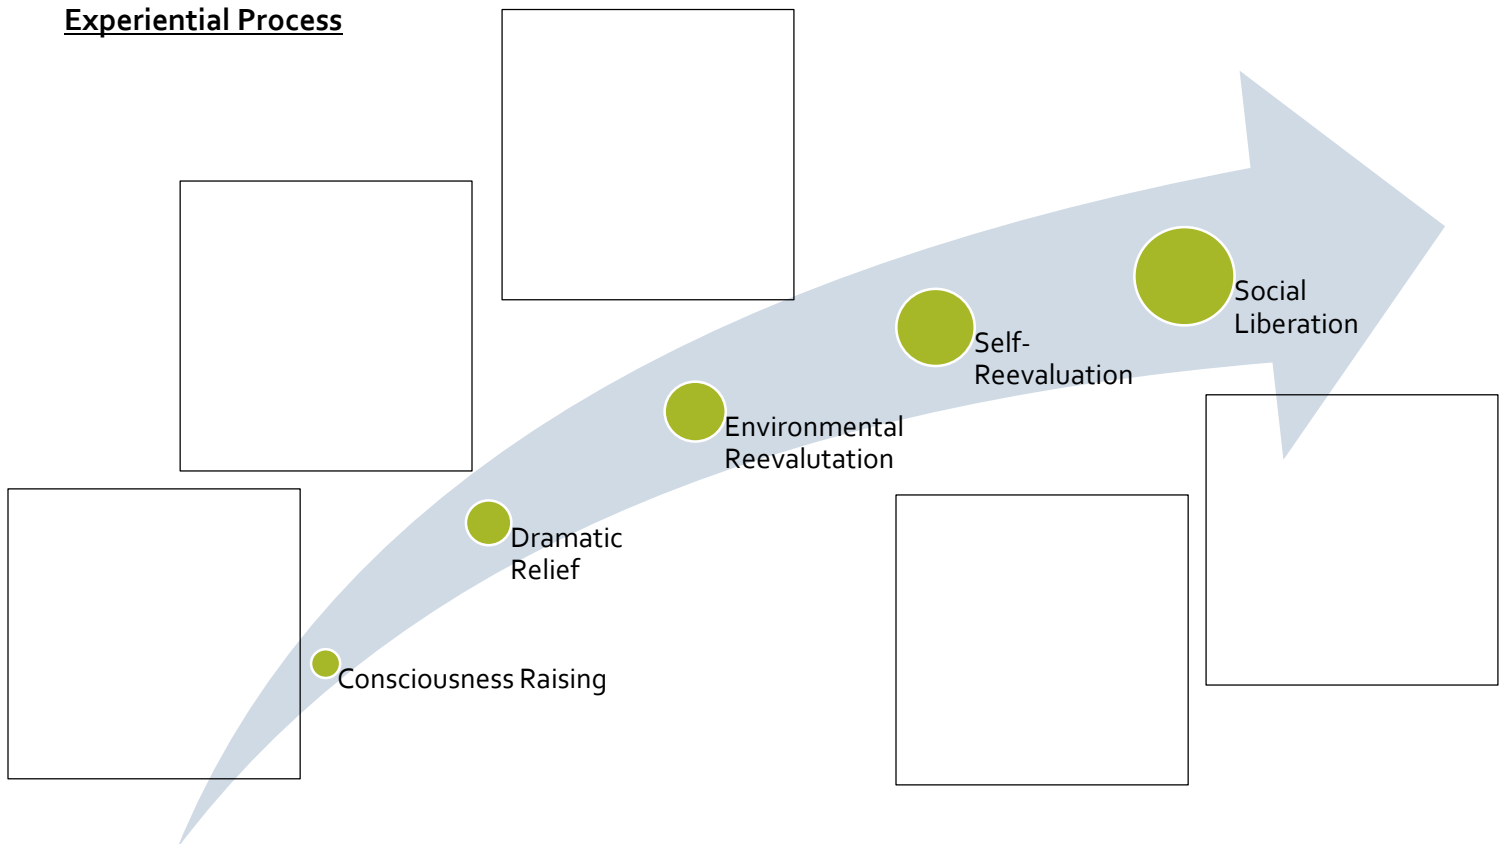 Experiential Process
Social
Liberation
Self-
Reevaluation
Environmental
Reevalutation
Dramatic
Relief
Consciousness Raising